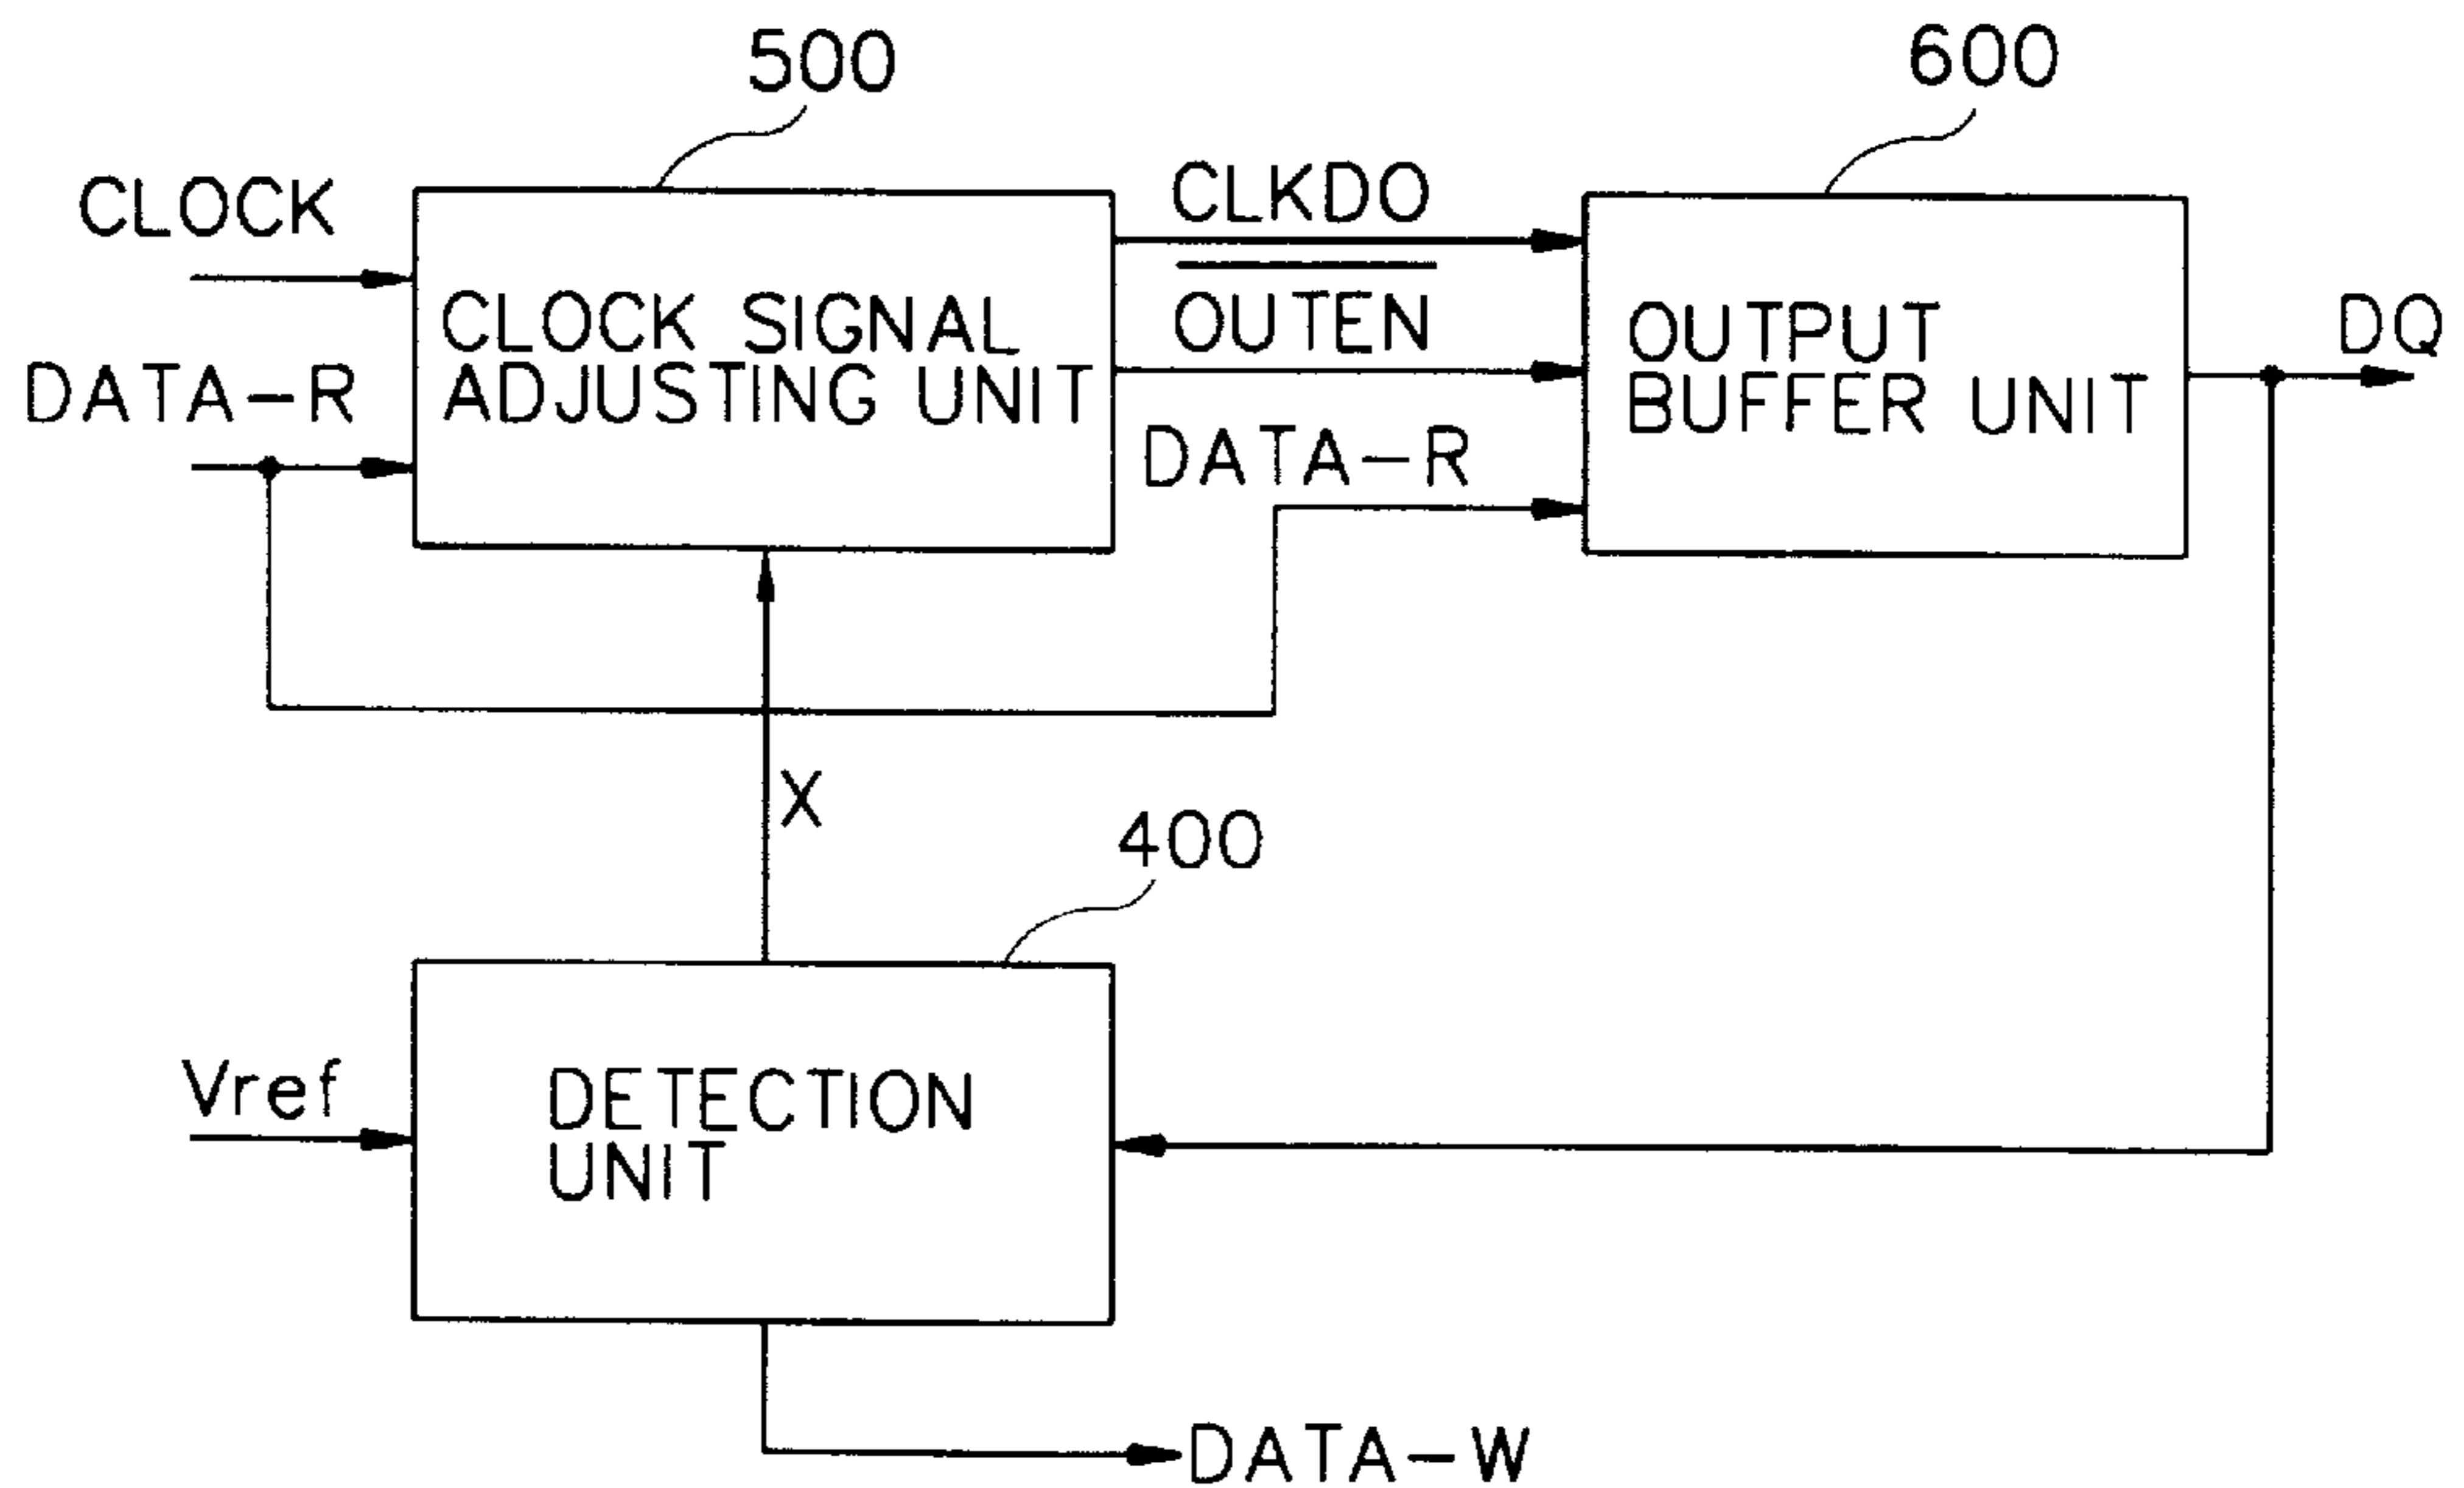 500
600
CLOCK
CLKDO
CLOCK SIGNAL
ADJUSTING UNIT
OUTEN
OUTPUT
BUFFER UNIT
DQ
DATA-R
DATA-R
X
400
Vref
DETECTION
UNIT
DATA-W